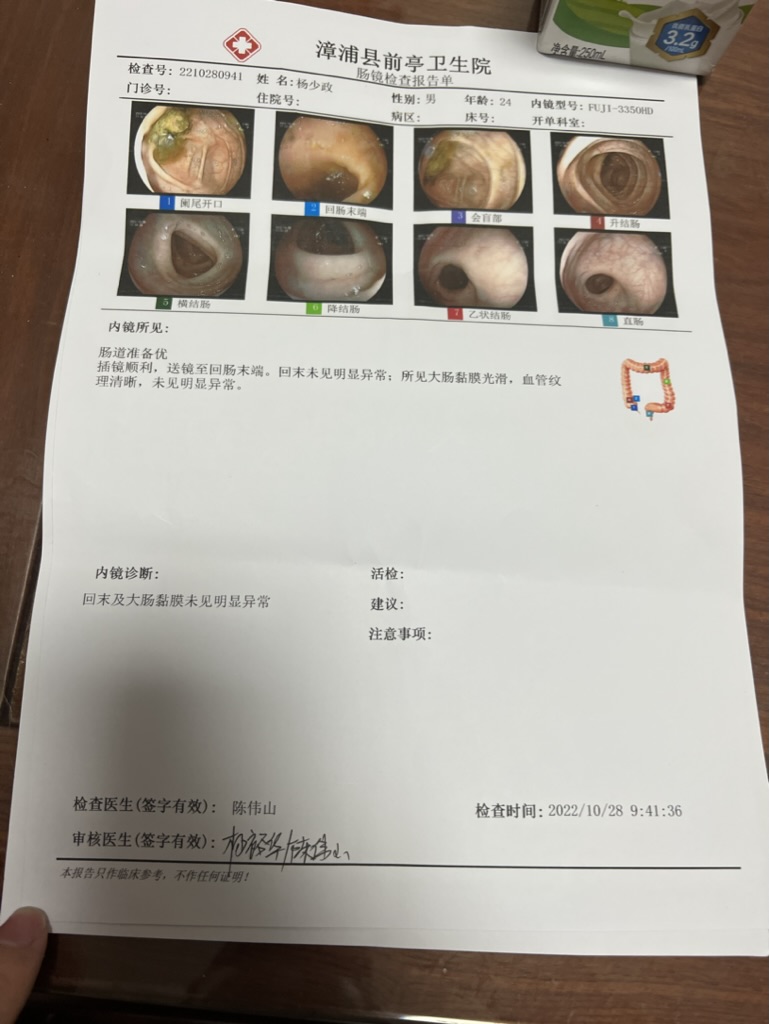 优质乳蛋白
3.2g
净含量250mL
漳浦县前亭卫生院
肠镜检查报告单
检查号: 2210280941 姓 名: 杨少政 性别: 男 年龄: 24 内镜型号: FUJI-3350HD
门诊号: 住院号: 病区: 床号: 开单科室:
1 阑尾开口
2 回肠末端
3 会盲部
4 升结肠
5 横结肠
6 降结肠
7 乙状结肠
8 直肠
内镜所见:
肠道准备优
插镜顺利，送镜至回肠末端。回末未见明显异常；所见大肠黏膜光滑，血管纹
理清晰，未见明显异常。
内镜诊断:
回末及大肠黏膜未见明显异常
活检:
建议:
注意事项:
检查医生(签字有效): 陈伟山
检查时间: 2022/10/28 9:41:36
审核医生(签字有效):
本报告只作临床参考，不作任何证明!